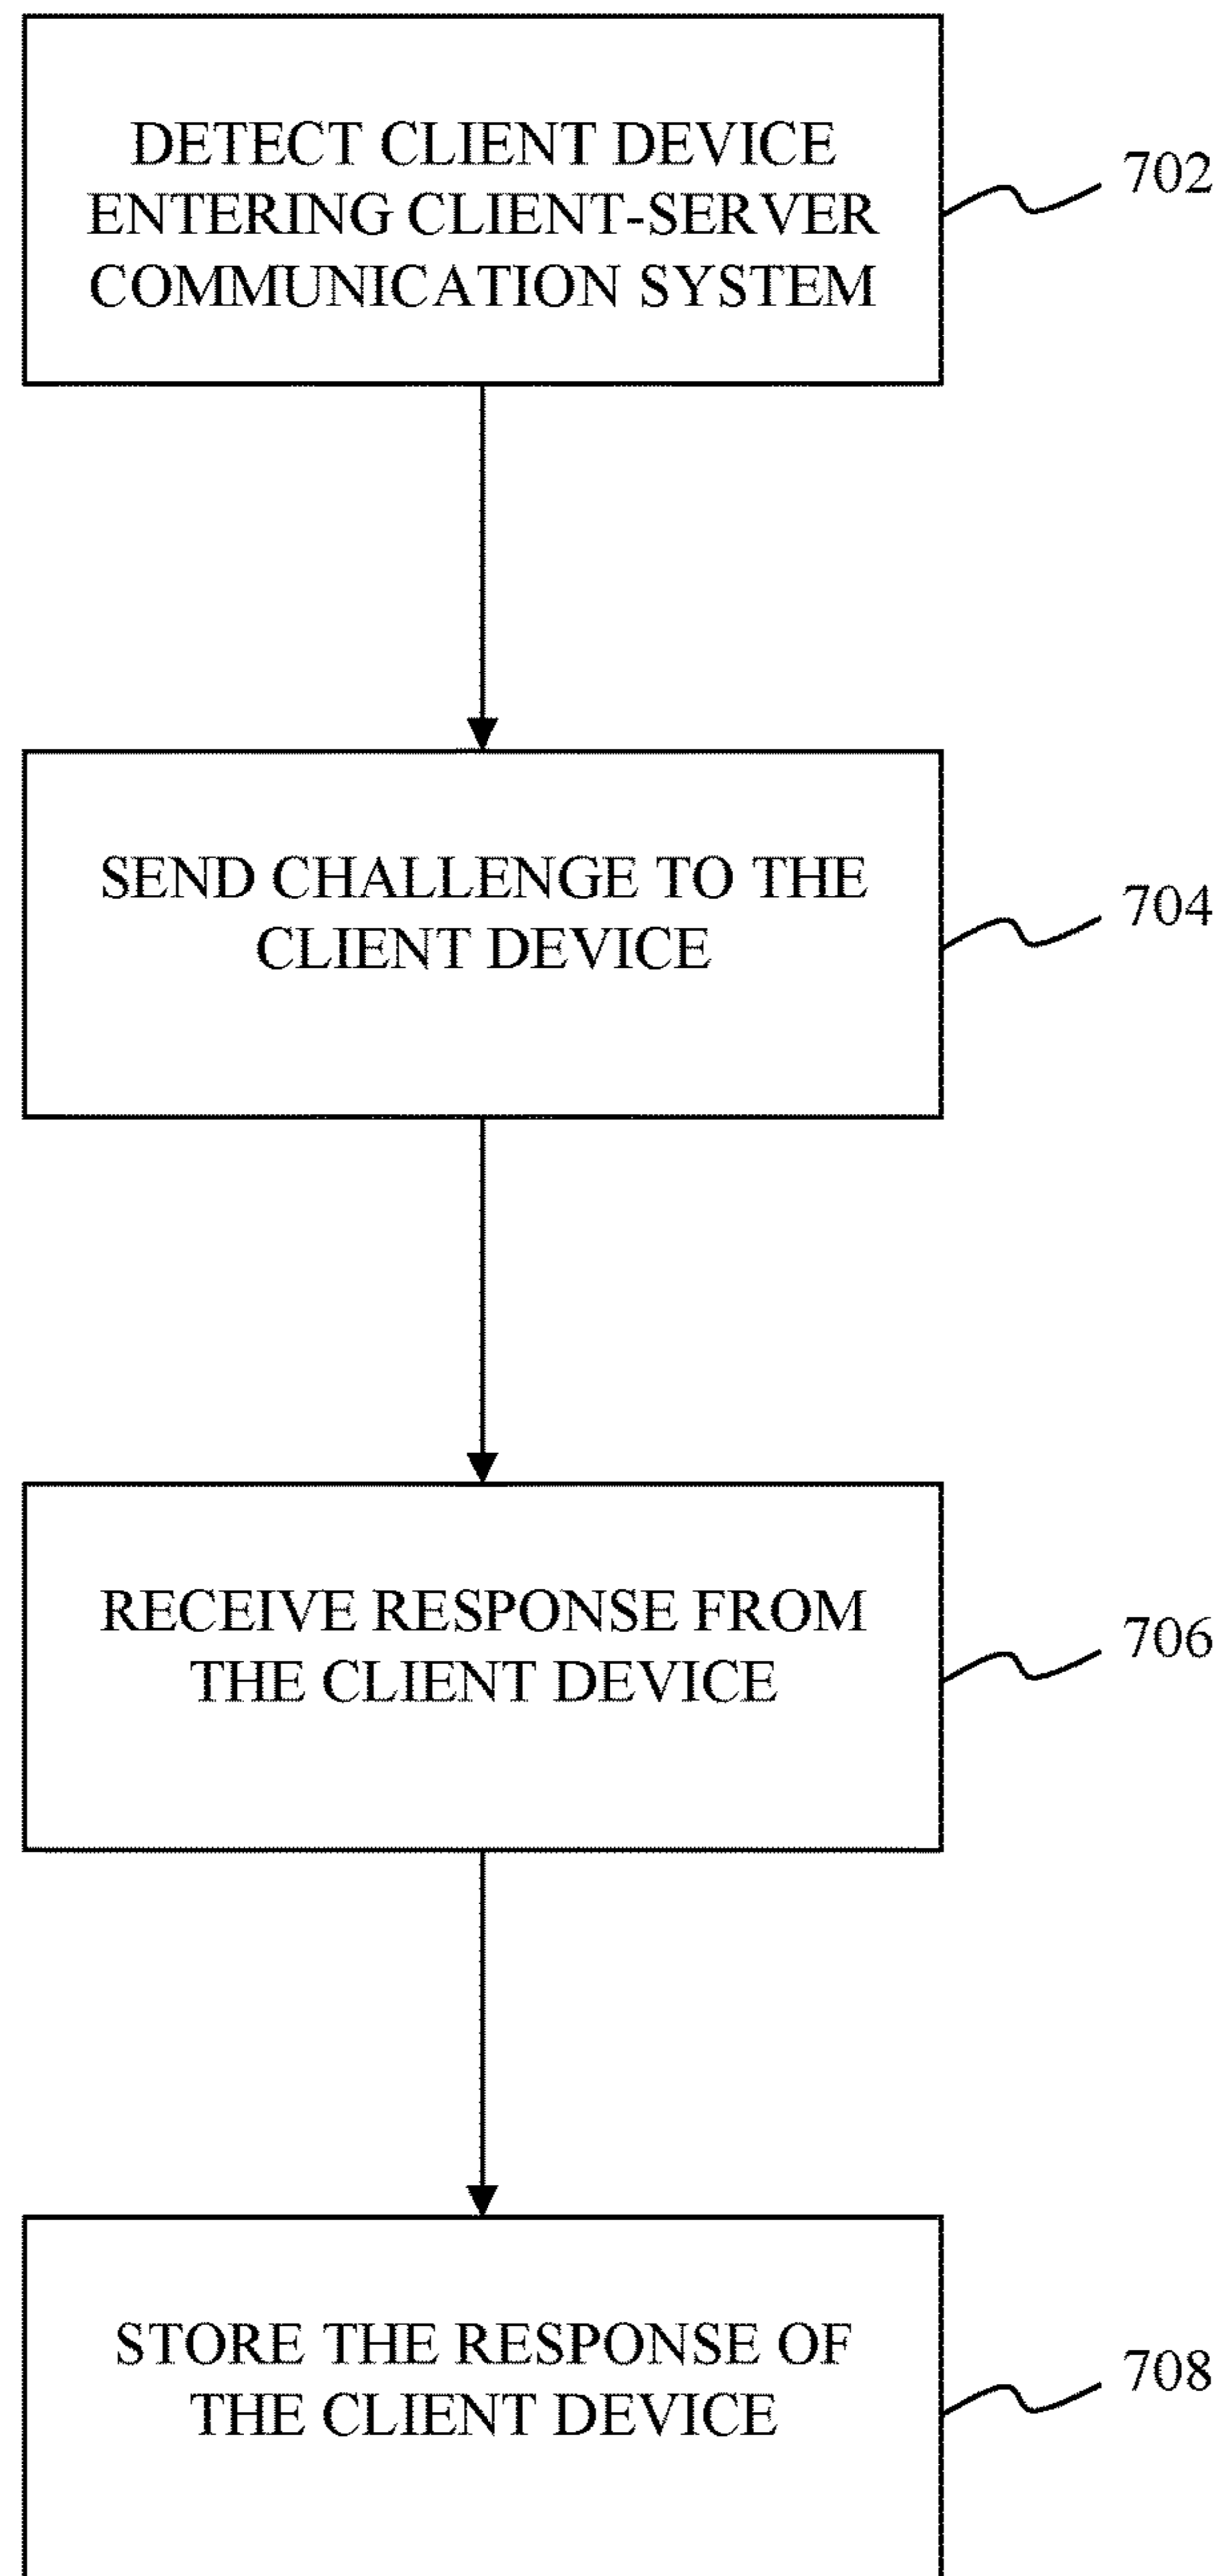 DETECT CLIENT DEVICE
ENTERING CLIENT-SERVER
COMMUNICATION SYSTEM
702
SEND CHALLENGE TO THE
CLIENT DEVICE
704
RECEIVE RESPONSE FROM
THE CLIENT DEVICE
706
STORE THE RESPONSE OF
THE CLIENT DEVICE
708